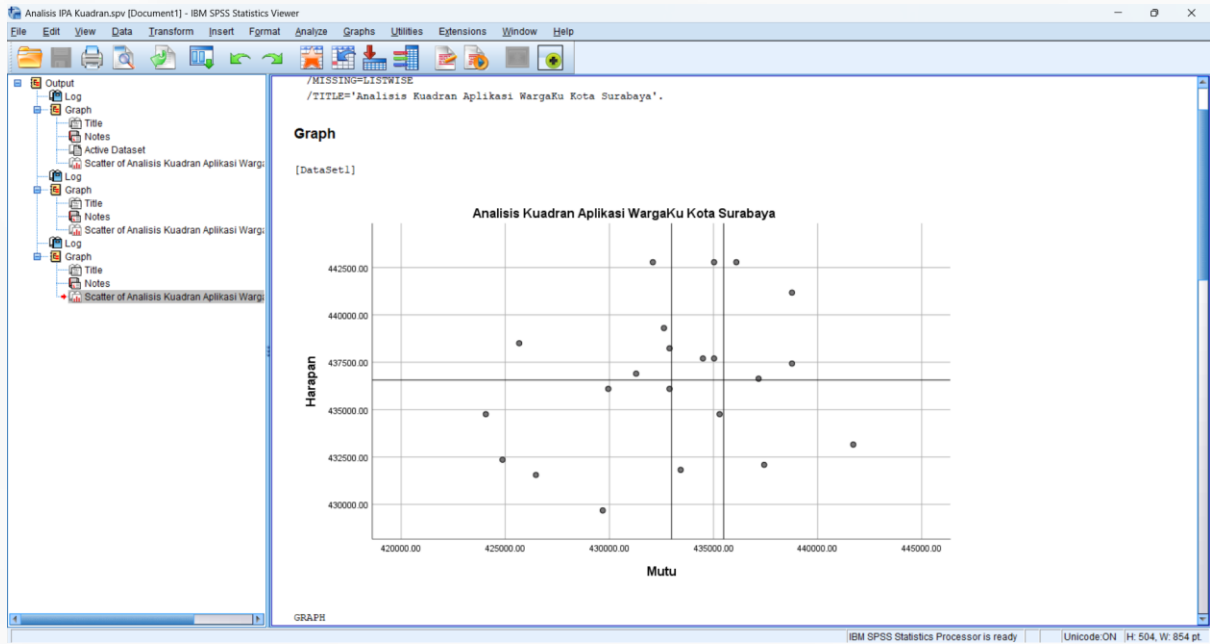 Analisis IPA Kuadran.spv [Document1] - IBM SPSS Statistics Viewer
File Edit View Data Transform Insert Format Analyze Graphs Utilities Extensions Window Help
Output
Log
Graph
Title
Notes
Active Dataset
Scatter of Analisis Kuadran Aplikasi Warga
Log
Graph
Title
Notes
Scatter of Analisis Kuadran Aplikasi Warga
Log
Graph
Title
Notes
Scatter of Analisis Kuadran Aplikasi Warga
/MISSING=LISTWISE
/TITLE='Analisis Kuadran Aplikasi WargaKu Kota Surabaya'.
Graph
[DataSet1]
Analisis Kuadran Aplikasi WargaKu Kota Surabaya
Harapan
442500.00
440000.00
437500.00
435000.00
432500.00
430000.00
420000.00 425000.00 430000.00 435000.00 440000.00 445000.00
Mutu
GRAPH
IBM SPSS Statistics Processor is ready Unicode:ON H: 504, W: 854 pt.